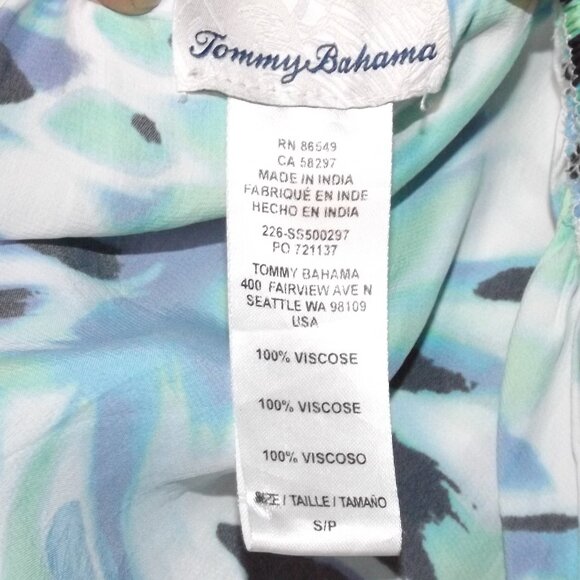 Tommy Bahama
RN 86549
CA 58297
MADE IN INDIA
FABRIQUÉ EN INDE
HECHO EN INDIA
226-SS500297
PO 721137
TOMMY BAHAMA
400 FAIRVIEW AVE N
SEATTLE WA 98109
USA
100% VISCOSE
100% VISCOSE
100% VISCOSO
SIZE / TAILLE / TAMAÑO
S/P